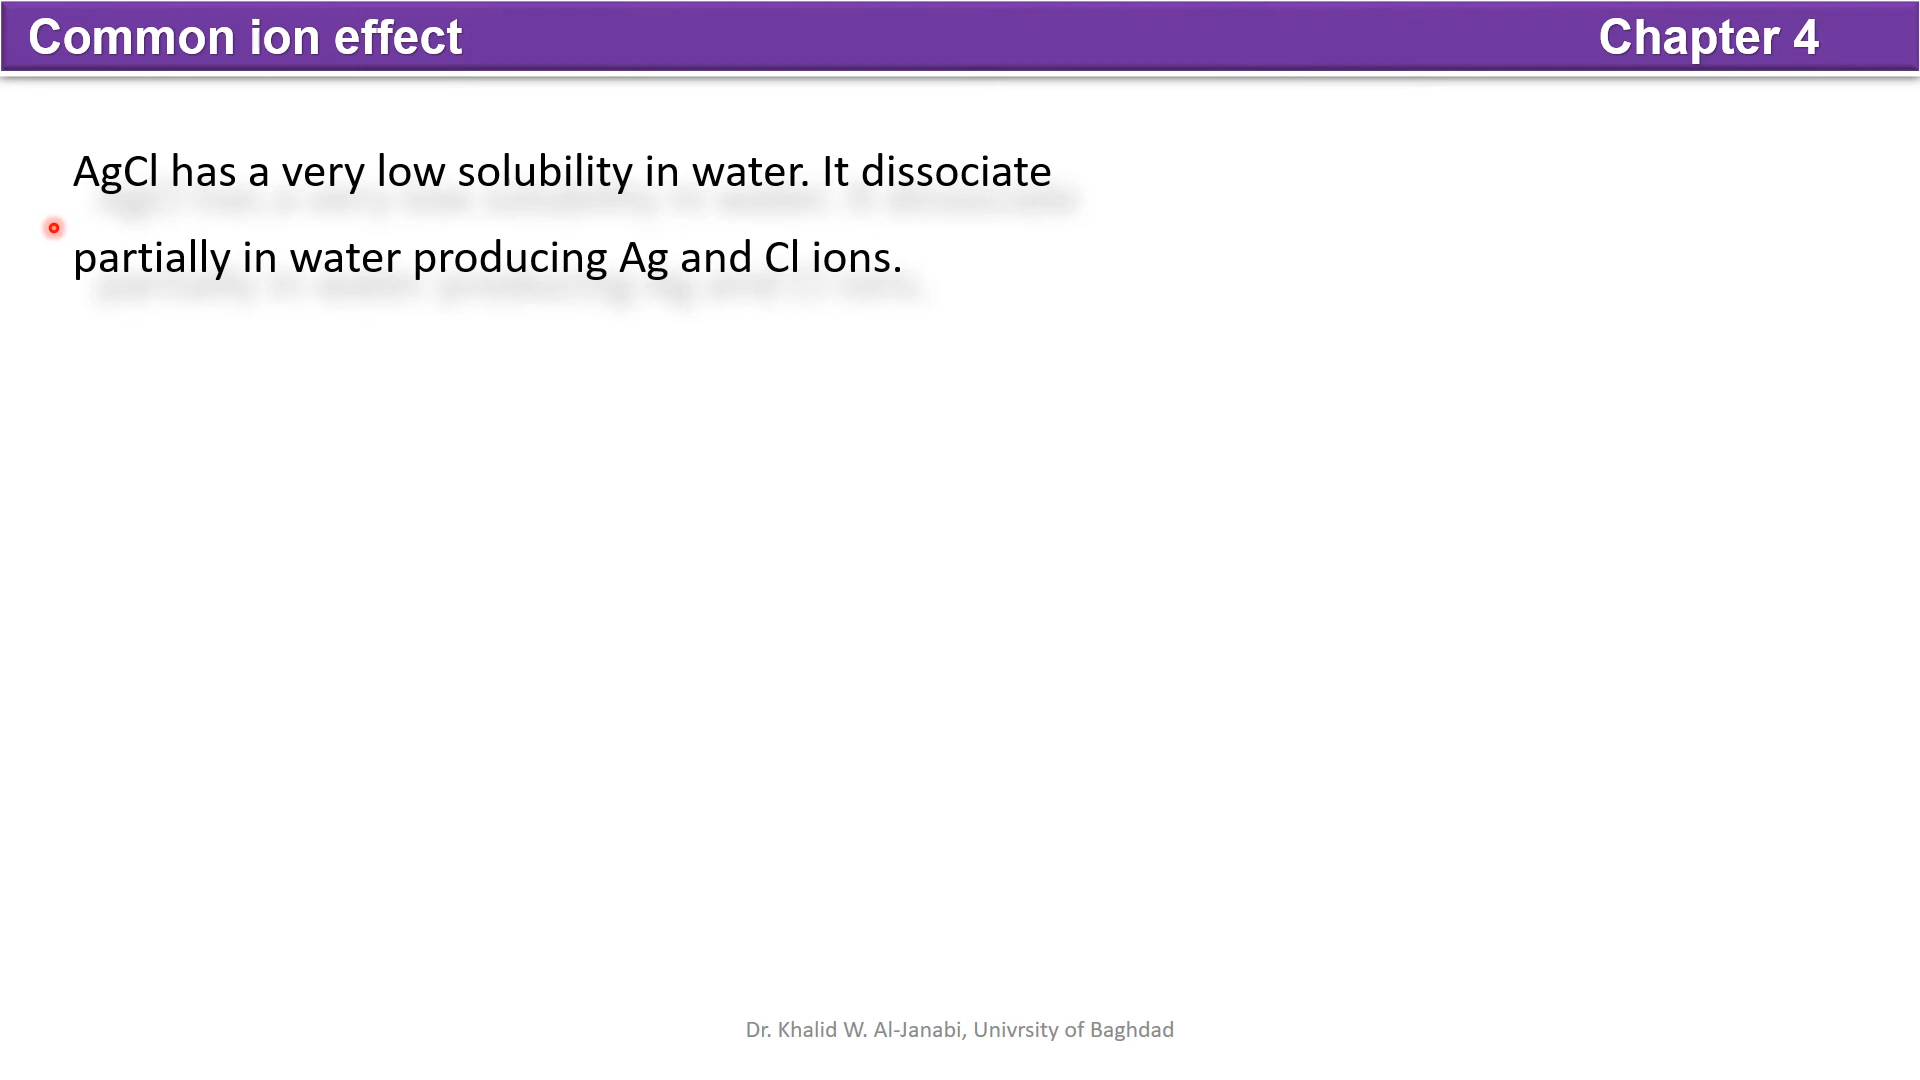 Common ion effect
Chapter 4
AgCl has a very low solubility in water. It dissociate
partially in water producing Ag and Cl ions.
Dr. Khalid W. Al-Janabi, Univrsity of Baghdad